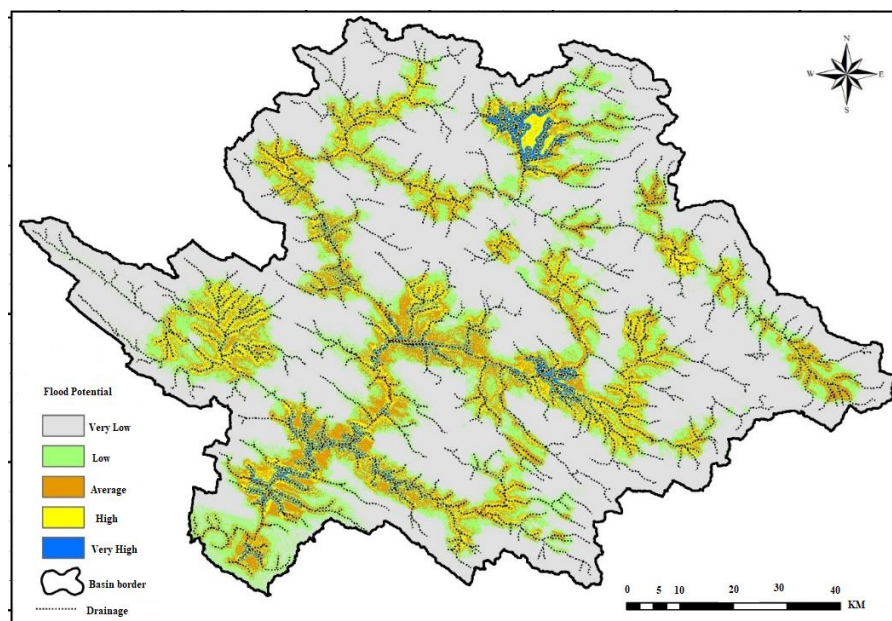 N
W E
S
Flood Potential
Very Low
Low
Average
High
Very High
Basin border
Drainage
0 5 10 20 30 40
KM